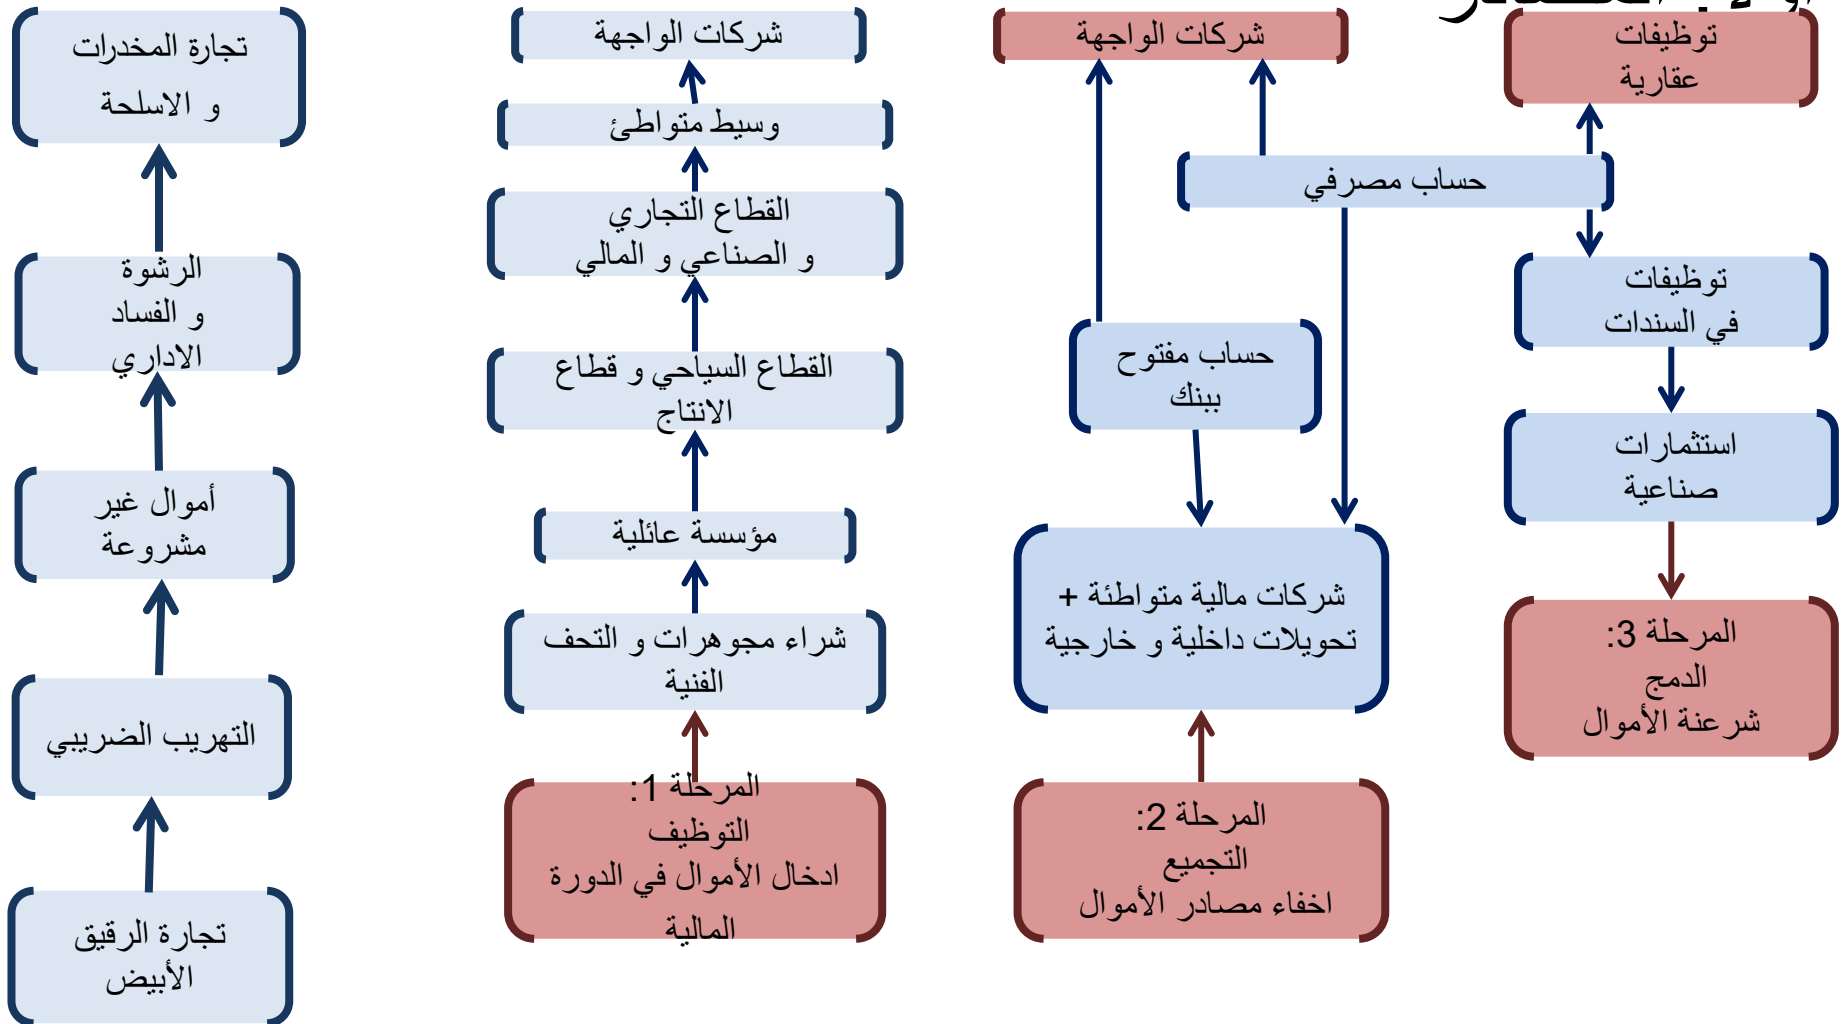 تجارة المخدرات
و الاسلحة
الرشوة
و الفساد
الاداري
أموال غير
مشروعة
التهريب الضريبي
تجارة الرقيق
الأبيض
شركات الواجهة
وسيط متواطئ
القطاع التجاري
و الصناعي و المالي
القطاع السياحي و قطاع
الانتاج
مؤسسة عائلية
شراء مجوهرات و التحف
الفنية
المرحلة 1:
التوظيف
ادخال الأموال في الدورة
المالية
شركات الواجهة
حساب مصرفي
حساب مفتوح
ببنك
شركات مالية متواطئة +
تحويلات داخلية و خارجية
المرحلة 2:
التجميع
اخفاء مصادر الأموال
توظيفات
عقارية
توظيفات
في السندات
استثمارات
صناعية
المرحلة 3:
الدمج
شرعنة الأموال